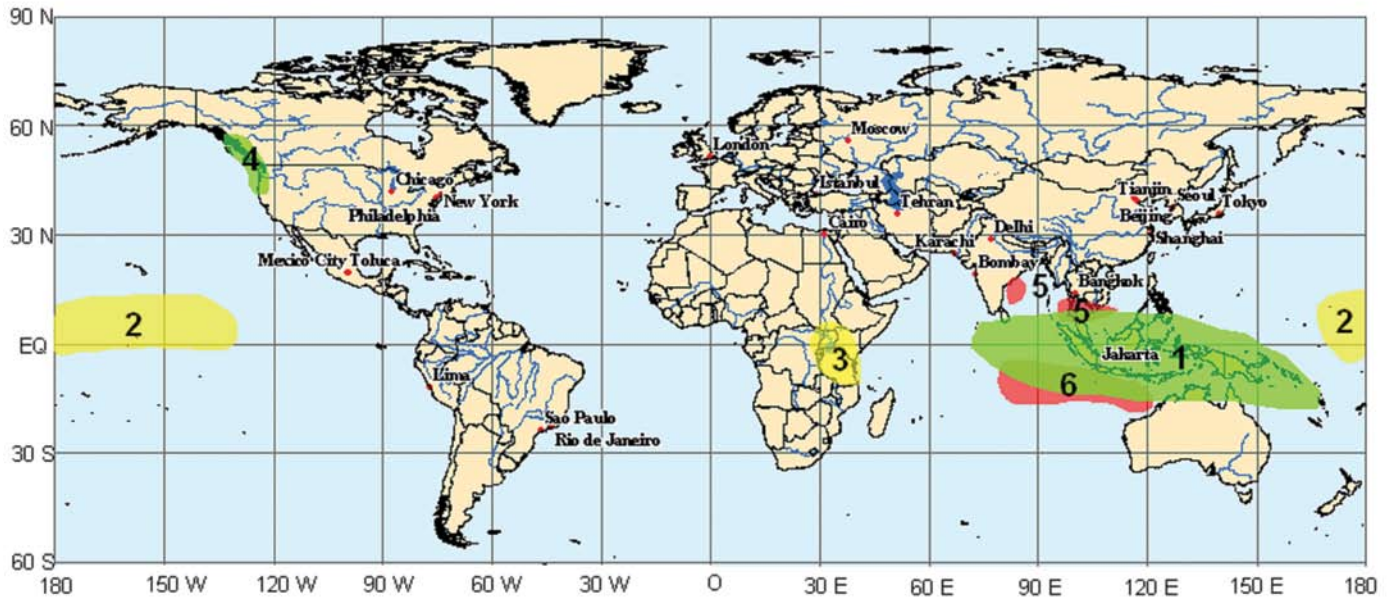 90 N
60 N
Moscow
London
4
Chicago
Istanbul
Tianjin
Seoul
Tokyo
New York
Tehran
Philadelphia
Beijing
Cairo
Delhi
30 N
Karachi
Shanghai
Mexico City Toluca
Bombay
Bangkok
5
5
2
2
EQ
3
Jakarta
1
Lima
6
Sao Paulo
Rio de Janeiro
30 S
60 S
180
150 W
120 W
90 W
60 W
30 W
O
30 E
60 E
90 E
120 E
150 E
180